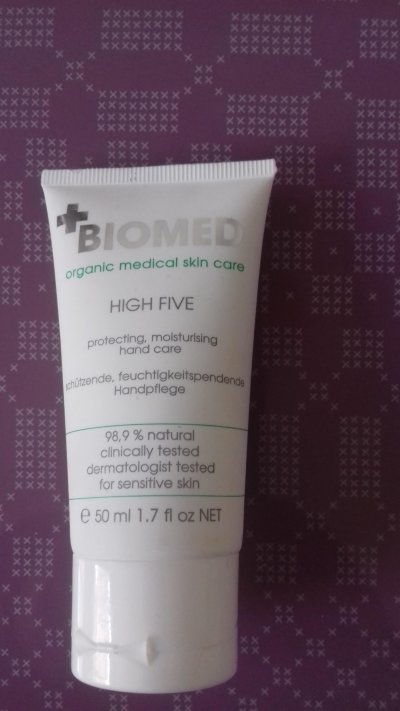 BIOMED
organic medical skin care
HIGH FIVE
protecting, moisturising
hand care
schützende, feuchtigkeitspendende
Handpflege
98,9 % natural
clinically tested
dermatologist tested
for sensitive skin
e 50 ml 1.7 fl oz NET